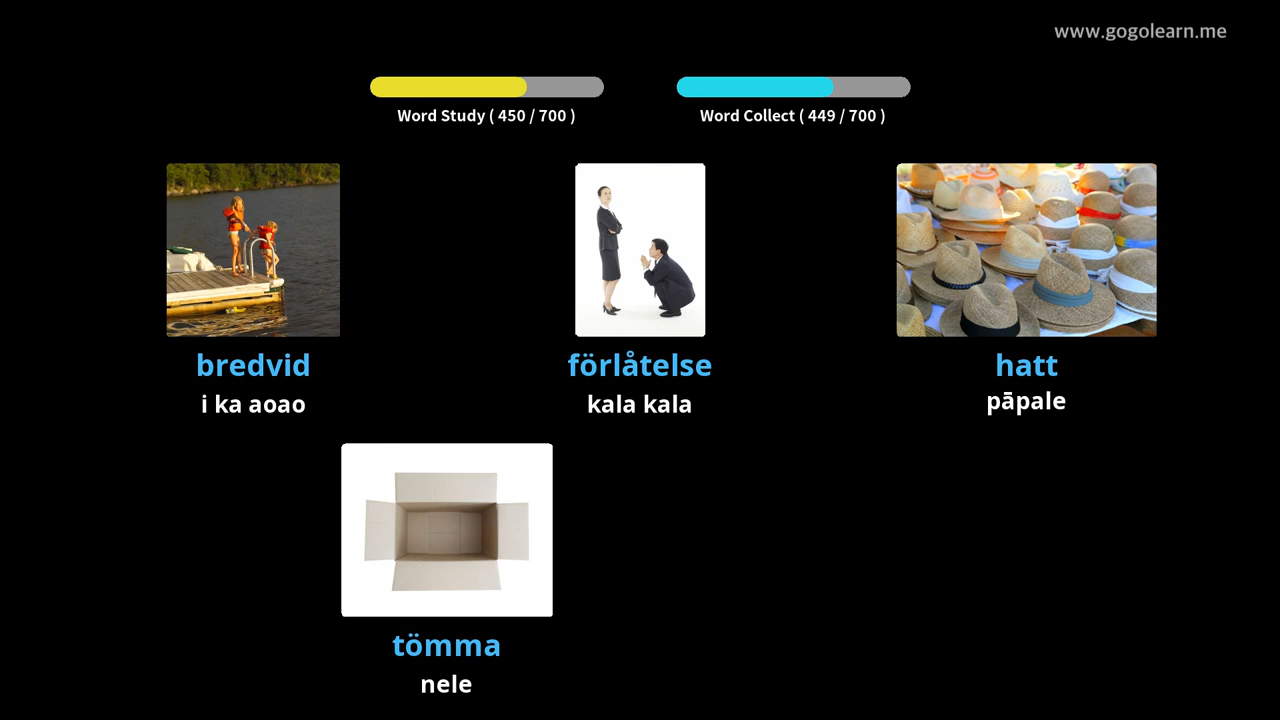 www.gogolearn.me
Word Study ( 450 / 700 )
Word Collect ( 449 / 700 )
bredvid
i ka aoao
förlåtelse
kala kala
hatt
pāpale
tömma
nele